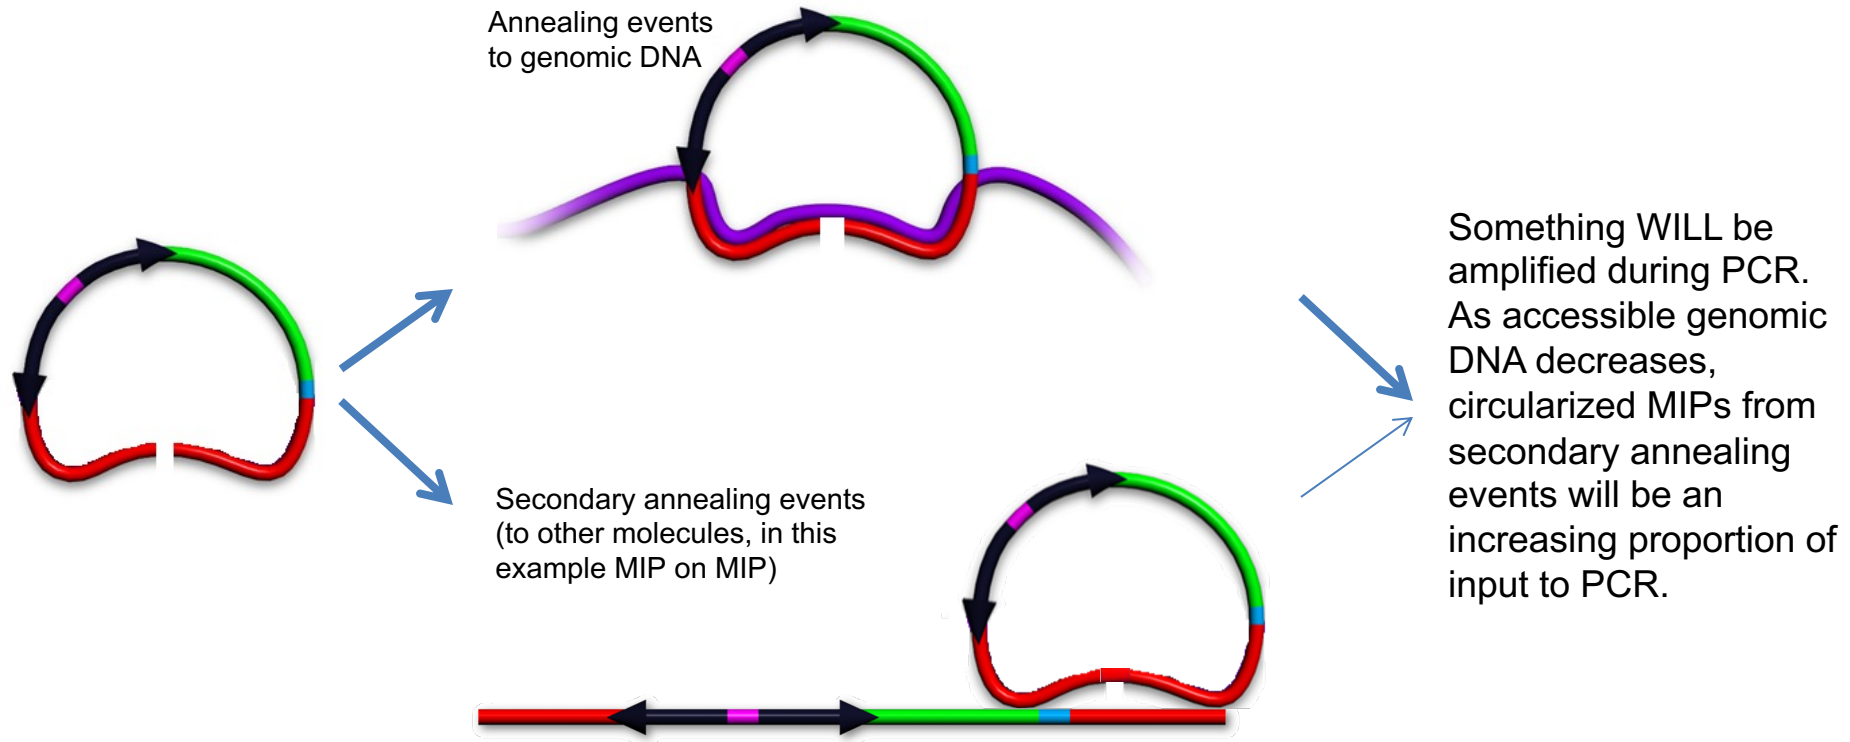 Annealing events
to genomic DNA
Secondary annealing events
(to other molecules, in this
example MIP on MIP)
Something WILL be
amplified during PCR.
As accessible genomic
DNA decreases,
circularized MIPs from
secondary annealing
events will be an
increasing proportion of
input to PCR.